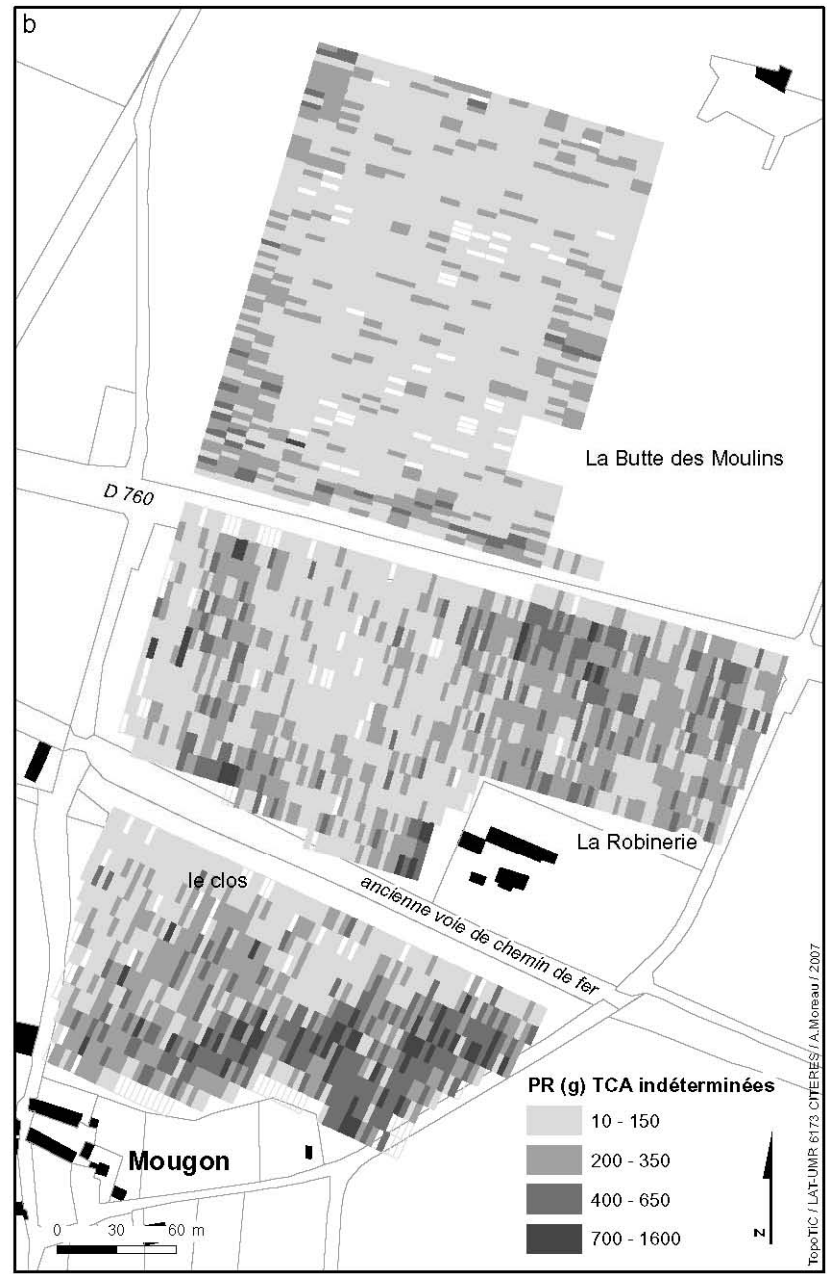 b
La Butte des Moulins
D 760
La Robinerie
le clos
ancienne voie de chemin de fer
PR (g) TCA indéterminées
10 - 150
200 - 350
400 - 650
700 - 1600
Mougon
0 30 60 m
N
TopoTiC / LAT-UMR 6173 CITERES / A.Moreau / 2007